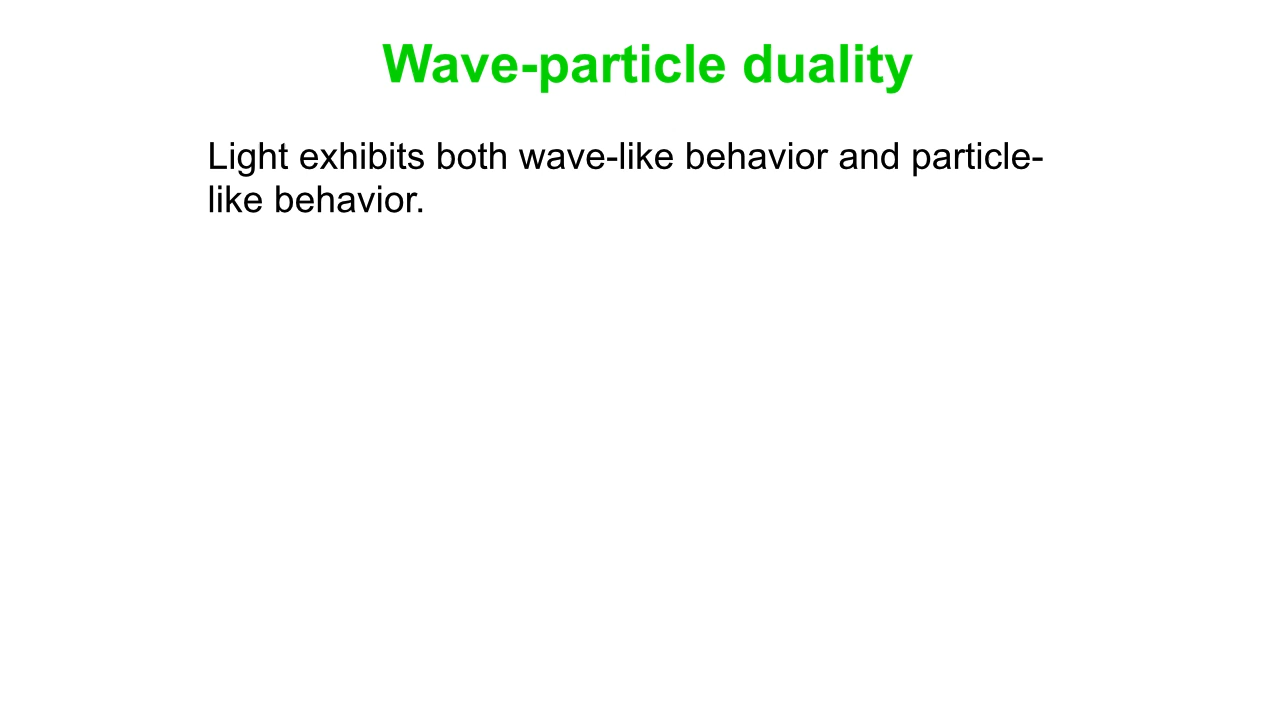 Wave-particle duality
Light exhibits both wave-like behavior and particle-
like behavior.